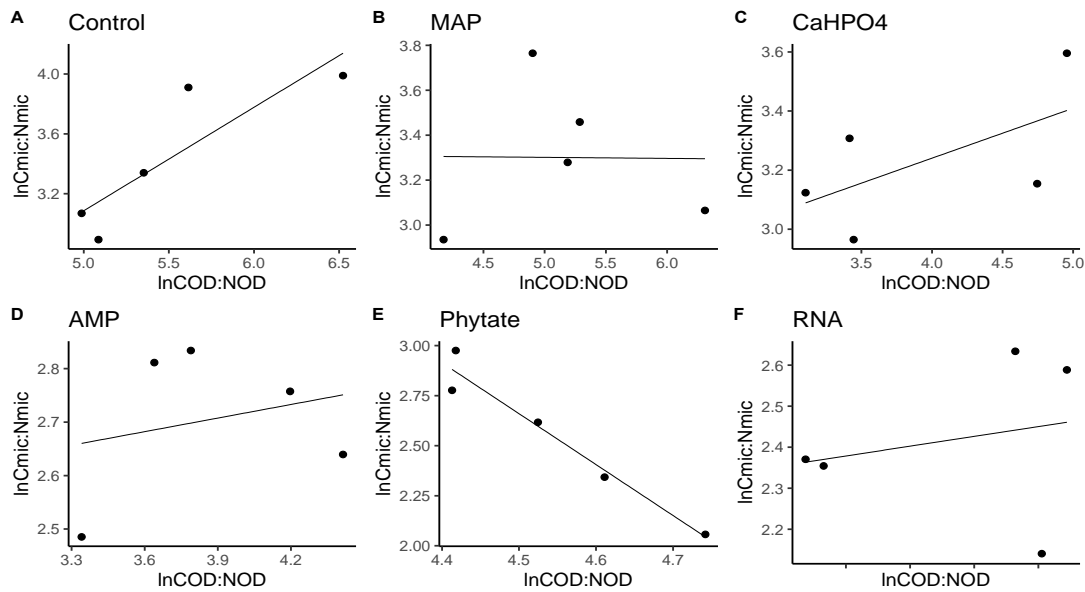 A Control
lnCmic:Nmic
4.0
3.6
3.2
5.0 5.5 6.0 6.5
lnCOD:NOD
B MAP
lnCmic:Nmic
3.8
3.6
3.4
3.2
3.0
4.5 5.0 5.5 6.0
lnCOD:NOD
C CaHPO4
lnCmic:Nmic
3.6
3.4
3.2
3.0
3.5 4.0 4.5 5.0
lnCOD:NOD
D AMP
lnCmic:Nmic
2.8
2.7
2.6
2.5
3.3 3.6 3.9 4.2
lnCOD:NOD
E Phytate
lnCmic:Nmic
3.00
2.75
2.50
2.25
2.00
4.4 4.5 4.6 4.7
lnCOD:NOD
F RNA
lnCmic:Nmic
2.6
2.5
2.4
2.3
2.2
lnCOD:NOD